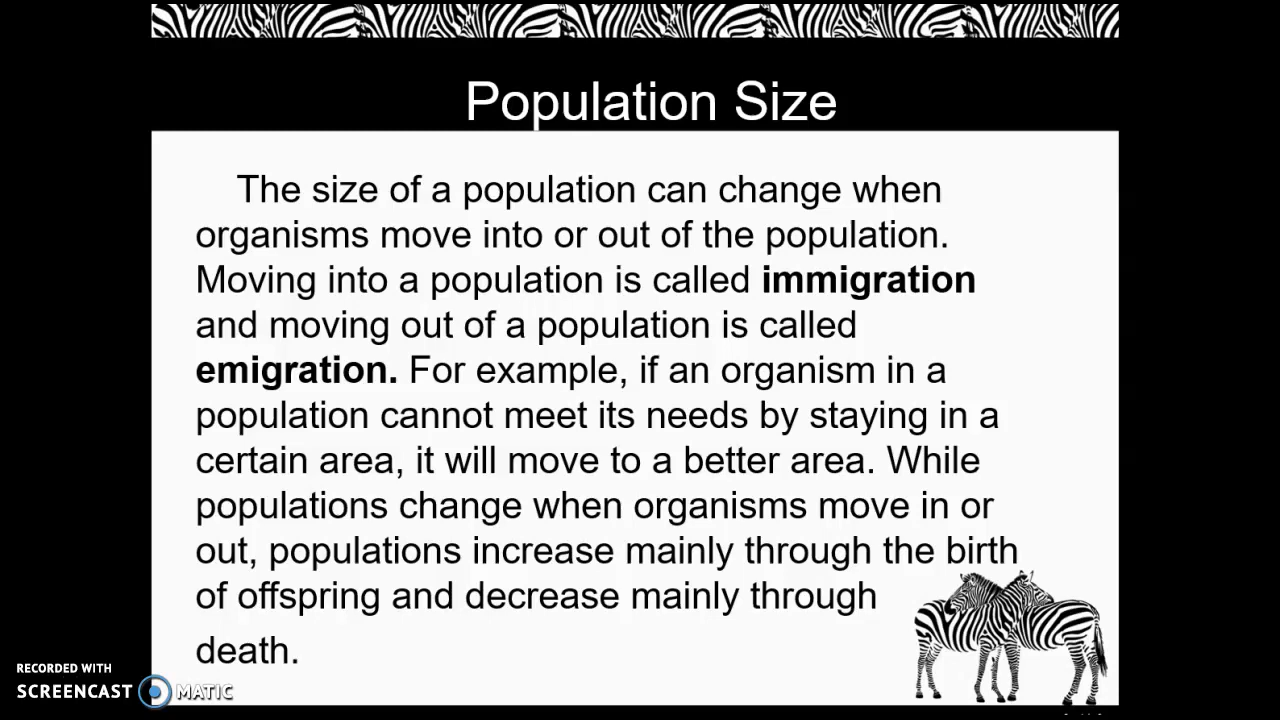 Population Size
The size of a population can change when
organisms move into or out of the population.
Moving into a population is called immigration
and moving out of a population is called
emigration. For example, if an organism in a
population cannot meet its needs by staying in a
certain area, it will move to a better area. While
populations change when organisms move in or
out, populations increase mainly through the birth
of offspring and decrease mainly through
death.
RECORDED WITH
SCREENCAST MATIC